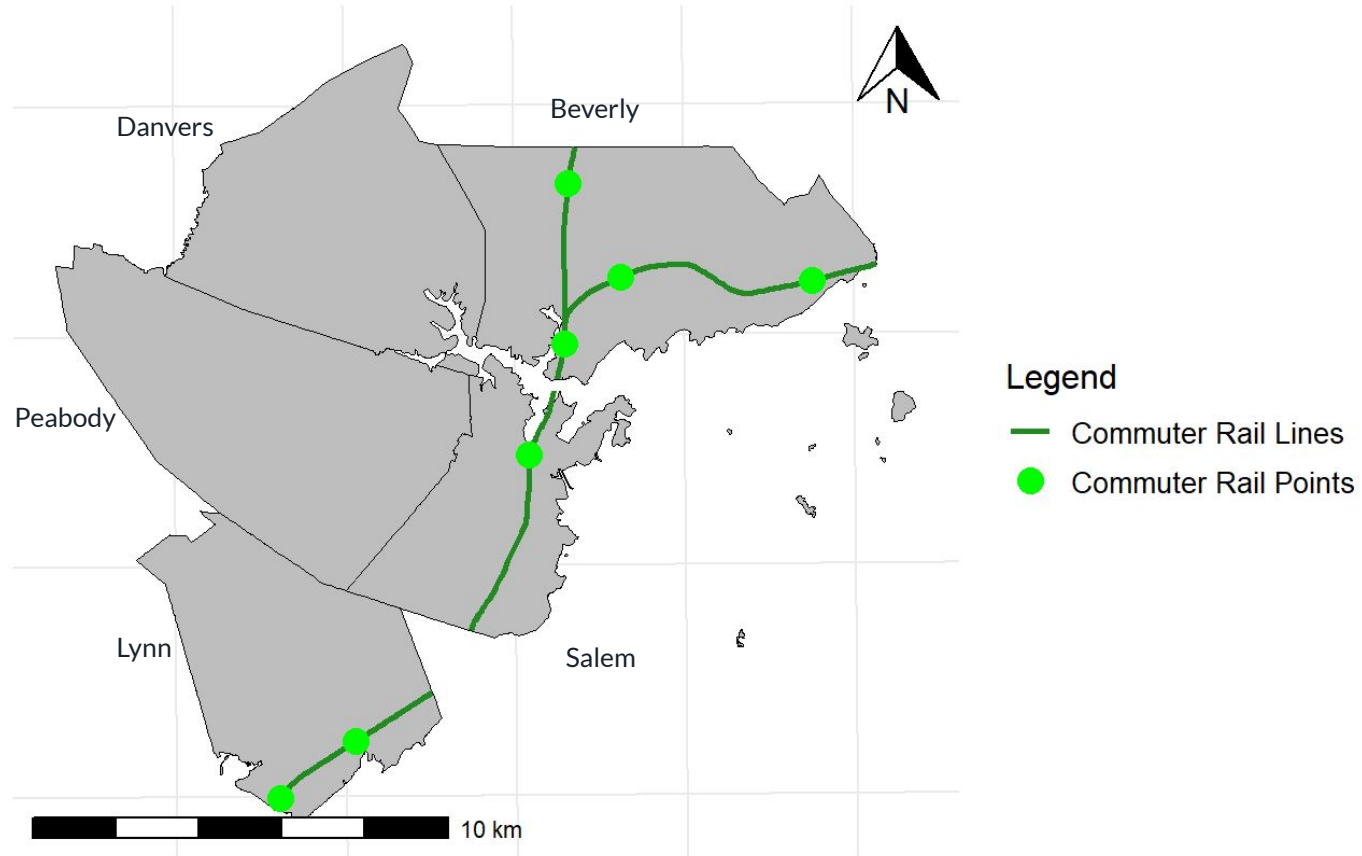 Beverly
Danvers
N
Peabody
Legend
Commuter Rail Lines
Commuter Rail Points
Lynn
Salem
10 km